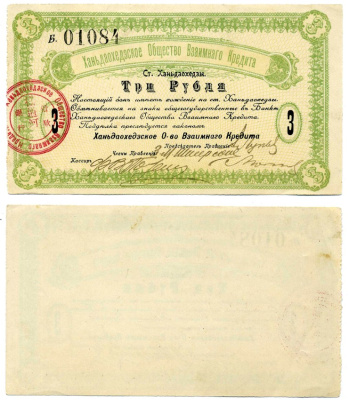 Б. 01084
Ханьдаохедзское Общество Взаимного Кредита
Ст. Ханьдаохедзы.
Три Рубля
Настоящий бон имеет хождение на ст. Ханьдаохедзы.
Обменивается на знаки общегосударственные в Банке
Ханьдаохедзского Общества Взаимного Кредита.
Подделка преследуется законом.
3
3
Ханьдаохедзское О-во Взаимного Кредита
Председатель Правления
Члены Правления
Кассир